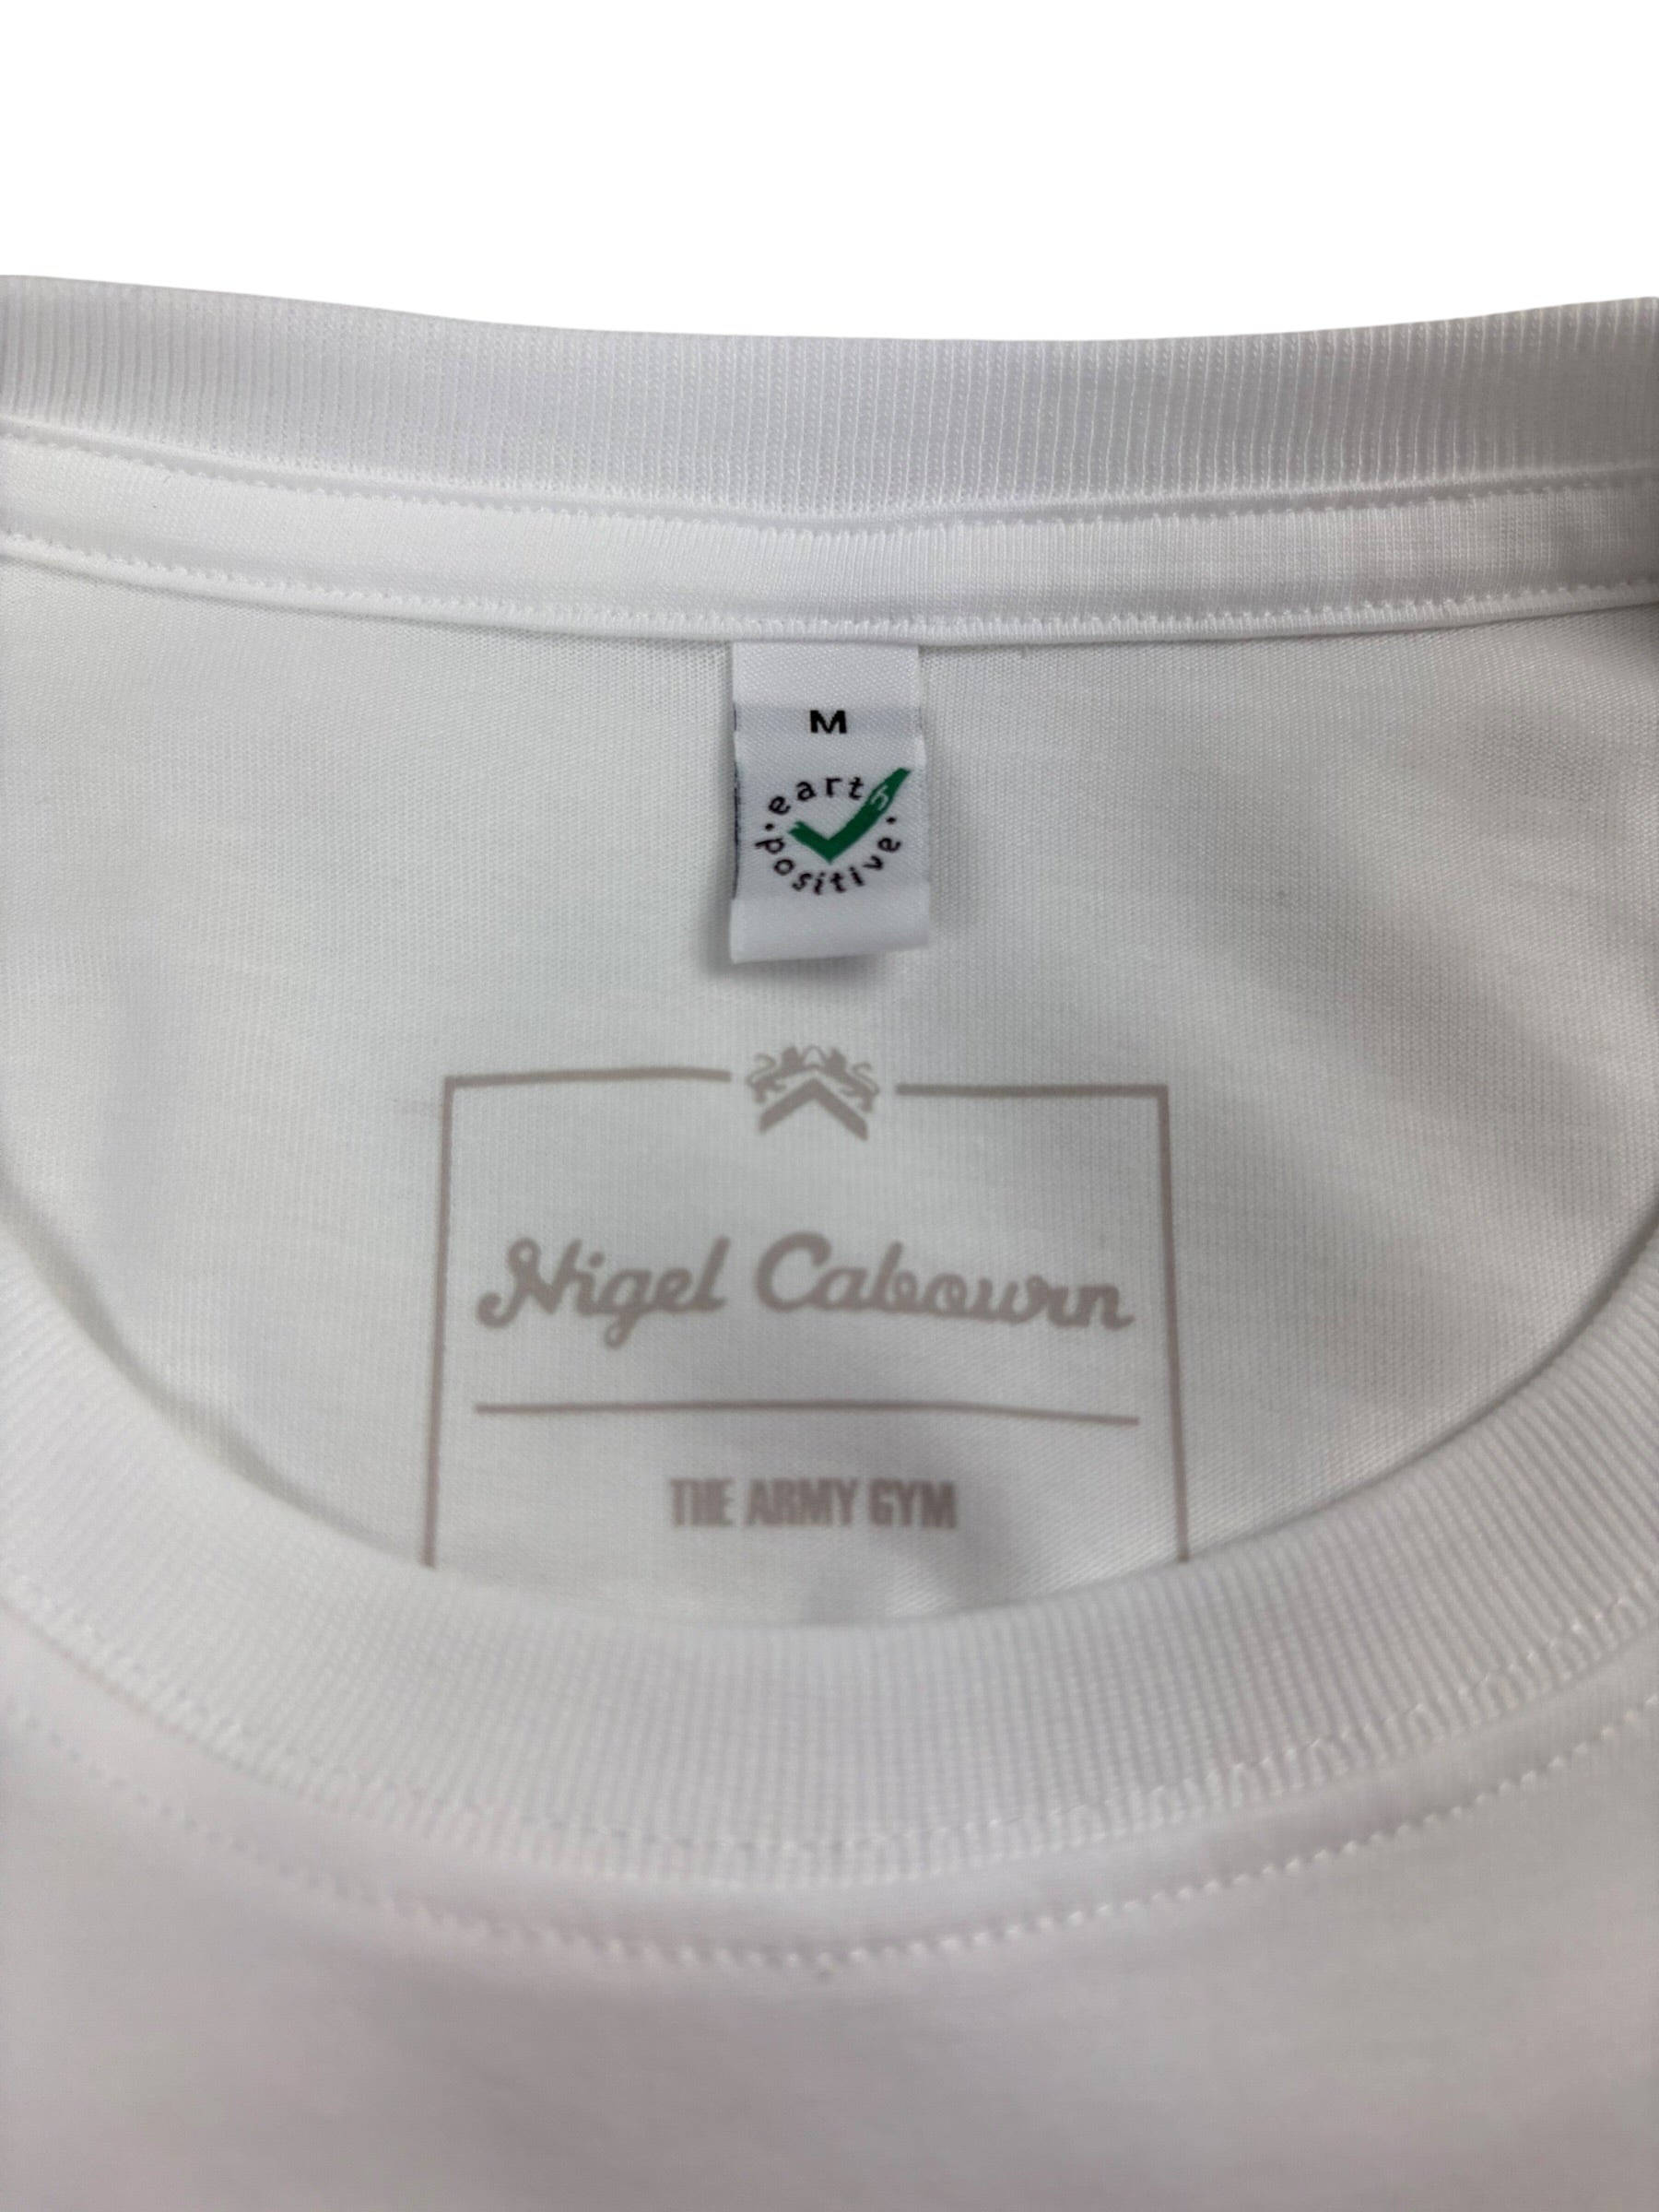 M
earth
positive
Nigel Cabourn
THE ARMY GYM